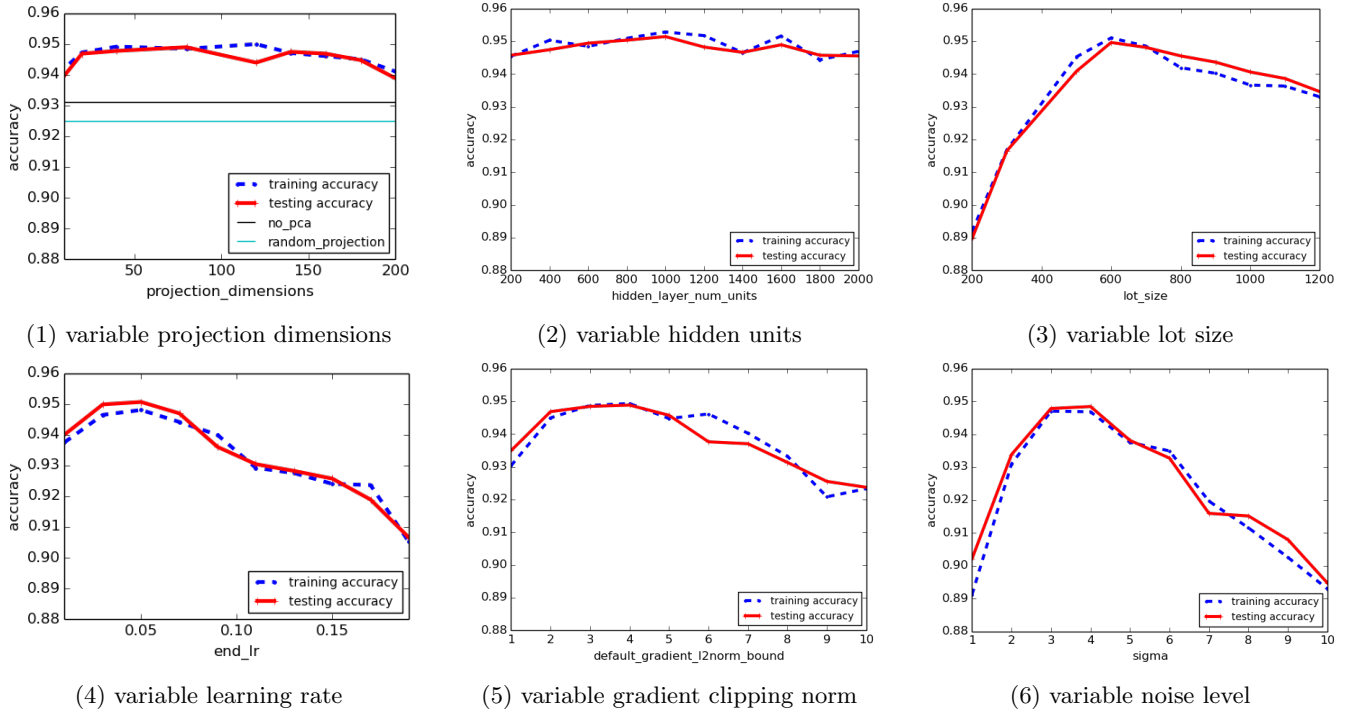 0.96
0.95
0.94
0.93
0.92
0.91
0.90
0.89
0.88
accuracy
training accuracy
testing accuracy
no_pca
random_projection
50 100 150 200
projection_dimensions
(1) variable projection dimensions
0.96
0.95
0.94
0.93
0.92
0.91
0.90
0.89
0.88
accuracy
training accuracy
testing accuracy
200 400 600 800 1000 1200 1400 1600 1800 2000
hidden_layer_num_units
(2) variable hidden units
0.96
0.95
0.94
0.93
0.92
0.91
0.90
0.89
0.88
accuracy
training accuracy
testing accuracy
200 400 600 800 1000 1200
lot_size
(3) variable lot size
0.96
0.95
0.94
0.93
0.92
0.91
0.90
0.89
0.88
accuracy
training accuracy
testing accuracy
0.05 0.10 0.15
end_lr
(4) variable learning rate
0.96
0.95
0.94
0.93
0.92
0.91
0.90
0.89
0.88
accuracy
training accuracy
testing accuracy
1 2 3 4 5 6 7 8 9 10
default_gradient_l2norm_bound
(5) variable gradient clipping norm
0.96
0.95
0.94
0.93
0.92
0.91
0.90
0.89
0.88
accuracy
training accuracy
testing accuracy
1 2 3 4 5 6 7 8 9 10
sigma
(6) variable noise level